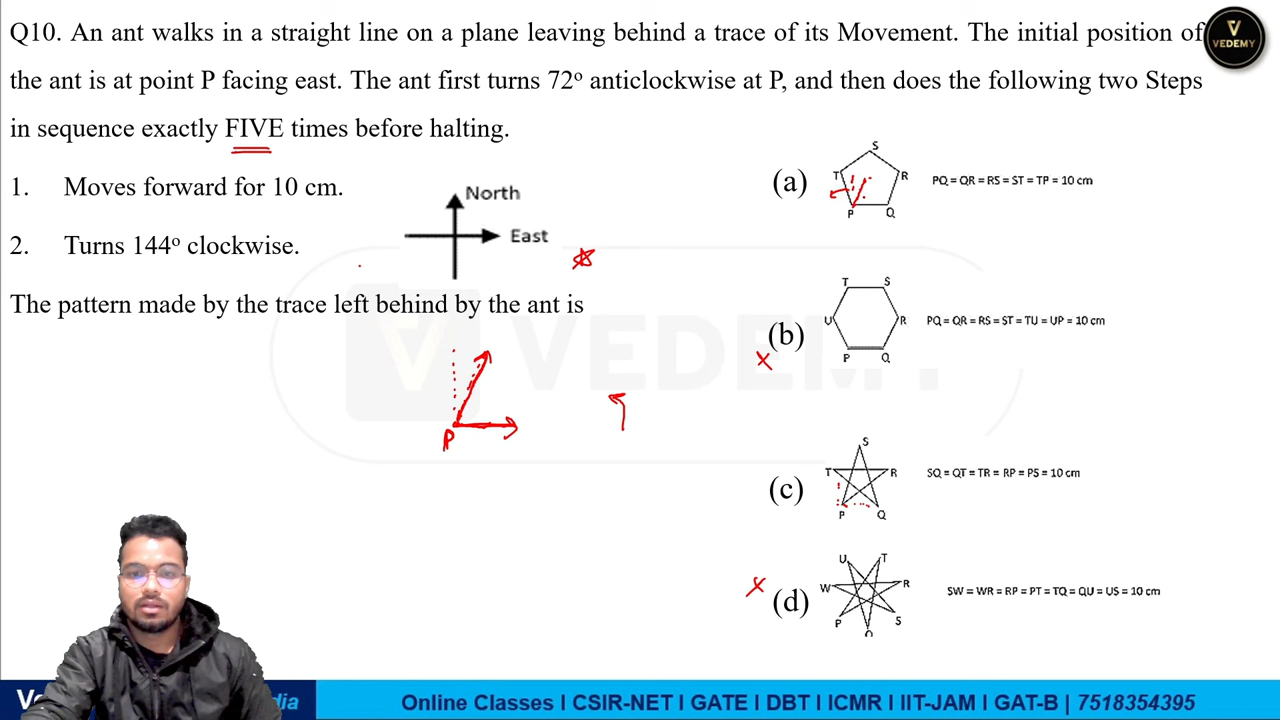 Q10. An ant walks in a straight line on a plane leaving behind a trace of its Movement. The initial position of
the ant is at point P facing east. The ant first turns 72º anticlockwise at P, and then does the following two Steps
in sequence exactly FIVE times before halting.
1. Moves forward for 10 cm.
2. Turns 144º clockwise.
North
East
The pattern made by the trace left behind by the ant is
P
(a)
S
T R
P Q
PQ = QR = RS = ST = TP = 10 cm
(b)
T S
U R
P Q
PQ = QR = RS = ST = TU = UP = 10 cm
(c)
S
T R
P Q
SQ = QT = TR = RP = PS = 10 cm
(d)
U T
W R
P S
Q
SW = WR = RP = PT = TQ = QU = US = 10 cm
VEDEMY
VEDEMY
Online Classes I CSIR-NET I GATE I DBT I ICMR I IIT-JAM I GAT-B | 7518354395